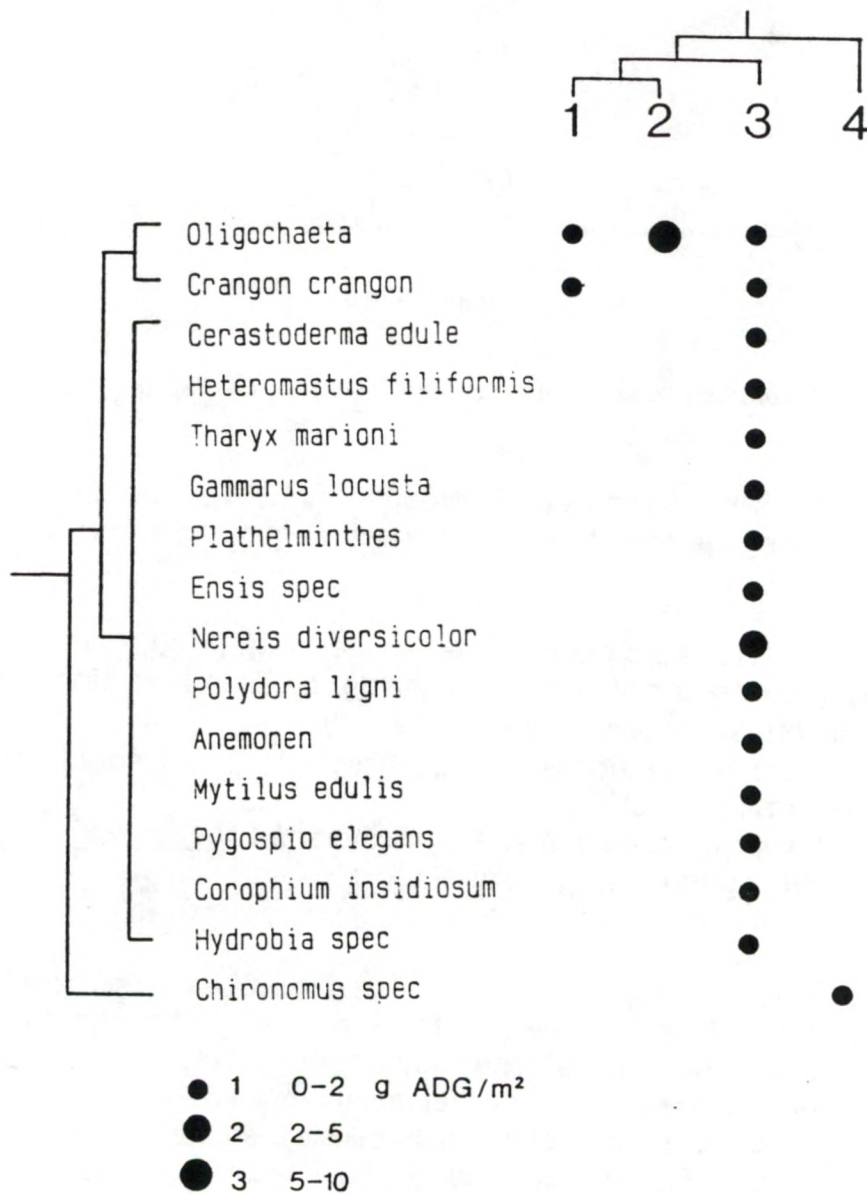 1 2 3 4
Oligochaeta
Crangon crangon
Cerastoderma edule
Heteromastus filiformis
Tharyx marioni
Gammarus locusta
Plathelminthes
Ensis spec
Nereis diversicolor
Polydora ligni
Anemonen
Mytilus edulis
Pygospio elegans
Corophium insidiosum
Hydrobia spec
Chironomus spec
1 0-2 g ADG/m²
2 2-5
3 5-10